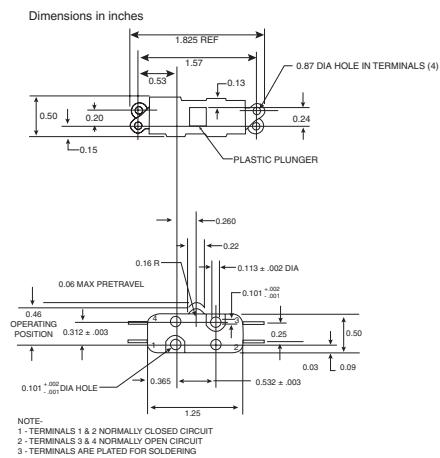 Dimensions in inches
1.825 REF
1.57
0.87 DIA HOLE IN TERMINALS (4)
0.53
0.13
0.50
0.20
0.24
0.15
PLASTIC PLUNGER
0.260
0.22
0.16 R
0.113 ± .002 DIA
0.06 MAX PRETRAVEL
0.101 +.002 -.001
0.46
OPERATING
POSITION
0.312 ± .003
4
3
0.25
0.50
1
2
0.03
0.09
0.101 +.002 -.001 DIA HOLE
0.365
0.532 ± .003
1.25
NOTE-
1 - TERMINALS 1 & 2 NORMALLY CLOSED CIRCUIT
2 - TERMINALS 3 & 4 NORMALLY OPEN CIRCUIT
3 - TERMINALS ARE PLATED FOR SOLDERING